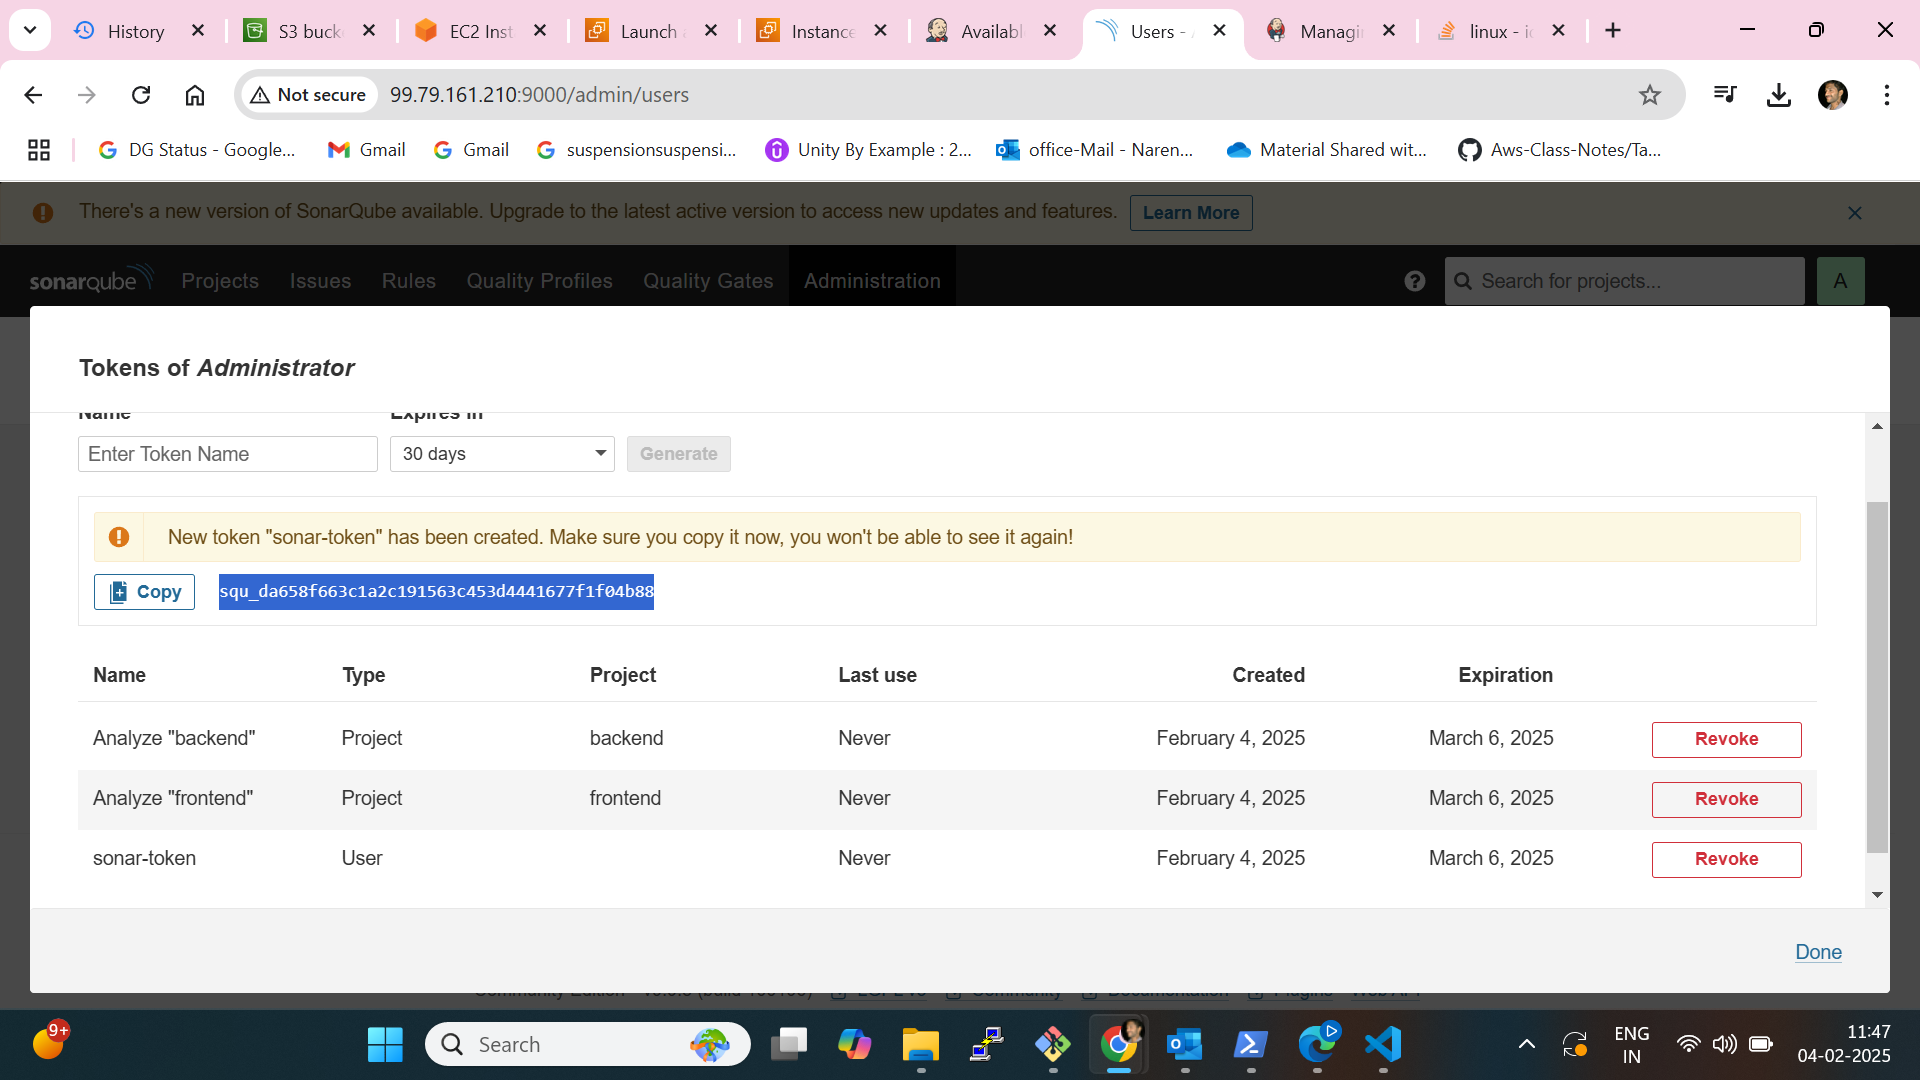 History
S3 buck
EC2 Inst
Launch
Instance
Availabl
Users -
Managi
linux -
Not secure
99.79.161.210:9000/admin/users
DG Status - Google...
Gmail
Gmail
suspensionsuspensi...
Unity By Example : 2...
office-Mail - Naren...
Material Shared wit...
Aws-Class-Notes/Ta...
There's a new version of SonarQube available. Upgrade to the latest active version to access new updates and features.
Learn More
sonarqube
Projects
Issues
Rules
Quality Profiles
Quality Gates
Administration
Search for projects...
A
Tokens of Administrator
Name
Expires in
Enter Token Name
30 days
Generate
New token "sonar-token" has been created. Make sure you copy it now, you won't be able to see it again!
Copy
squ_da658f663c1a2c191563c453d4441677f1f04b88
Name Type Project Last use Created Expiration
Analyze "backend" Project backend Never February 4, 2025 March 6, 2025 Revoke
Analyze "frontend" Project frontend Never February 4, 2025 March 6, 2025 Revoke
sonar-token User Never February 4, 2025 March 6, 2025 Revoke
Done
9+
Search
ENG
IN
11:47
04-02-2025